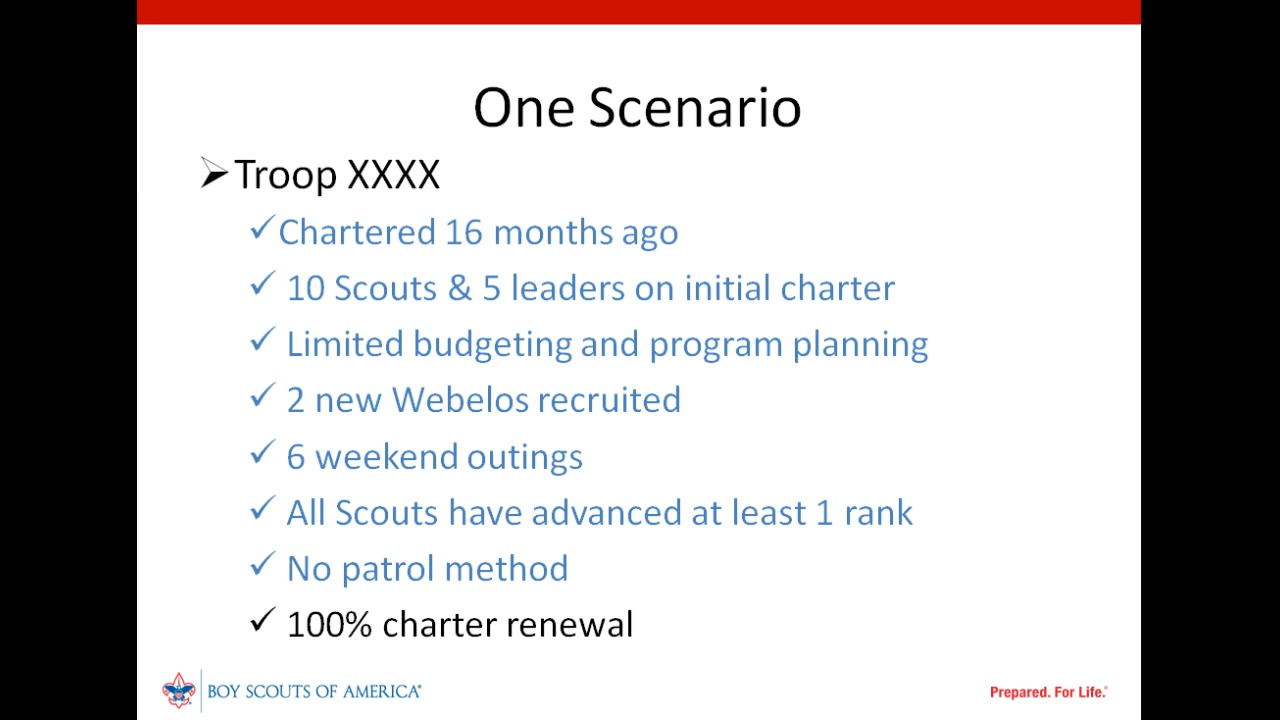 One Scenario
Troop XXXX
Chartered 16 months ago
10 Scouts & 5 leaders on initial charter
Limited budgeting and program planning
2 new Webelos recruited
6 weekend outings
All Scouts have advanced at least 1 rank
No patrol method
100% charter renewal
BOY SCOUTS OF AMERICA®
Prepared. For Life.®